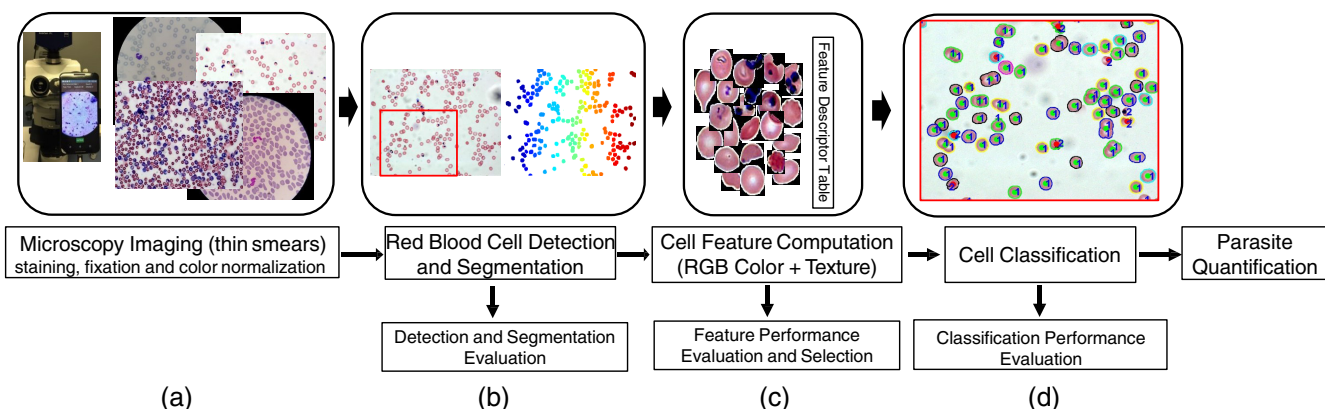 Feature Descriptor Table
Microscopy Imaging (thin smears)
staining, fixation and color normalization
Red Blood Cell Detection
and Segmentation
Cell Feature Computation
(RGB Color + Texture)
Cell Classification
Parasite
Quantification
Detection and Segmentation
Evaluation
Feature Performance
Evaluation and Selection
Classification Performance
Evaluation
(a)
(b)
(c)
(d)